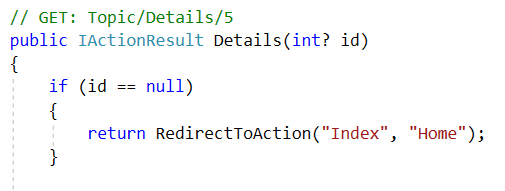 // GET: Topic/Details/5
public IActionResult Details(int? id)
{
if (id == null)
{
return RedirectToAction("Index", "Home");
}